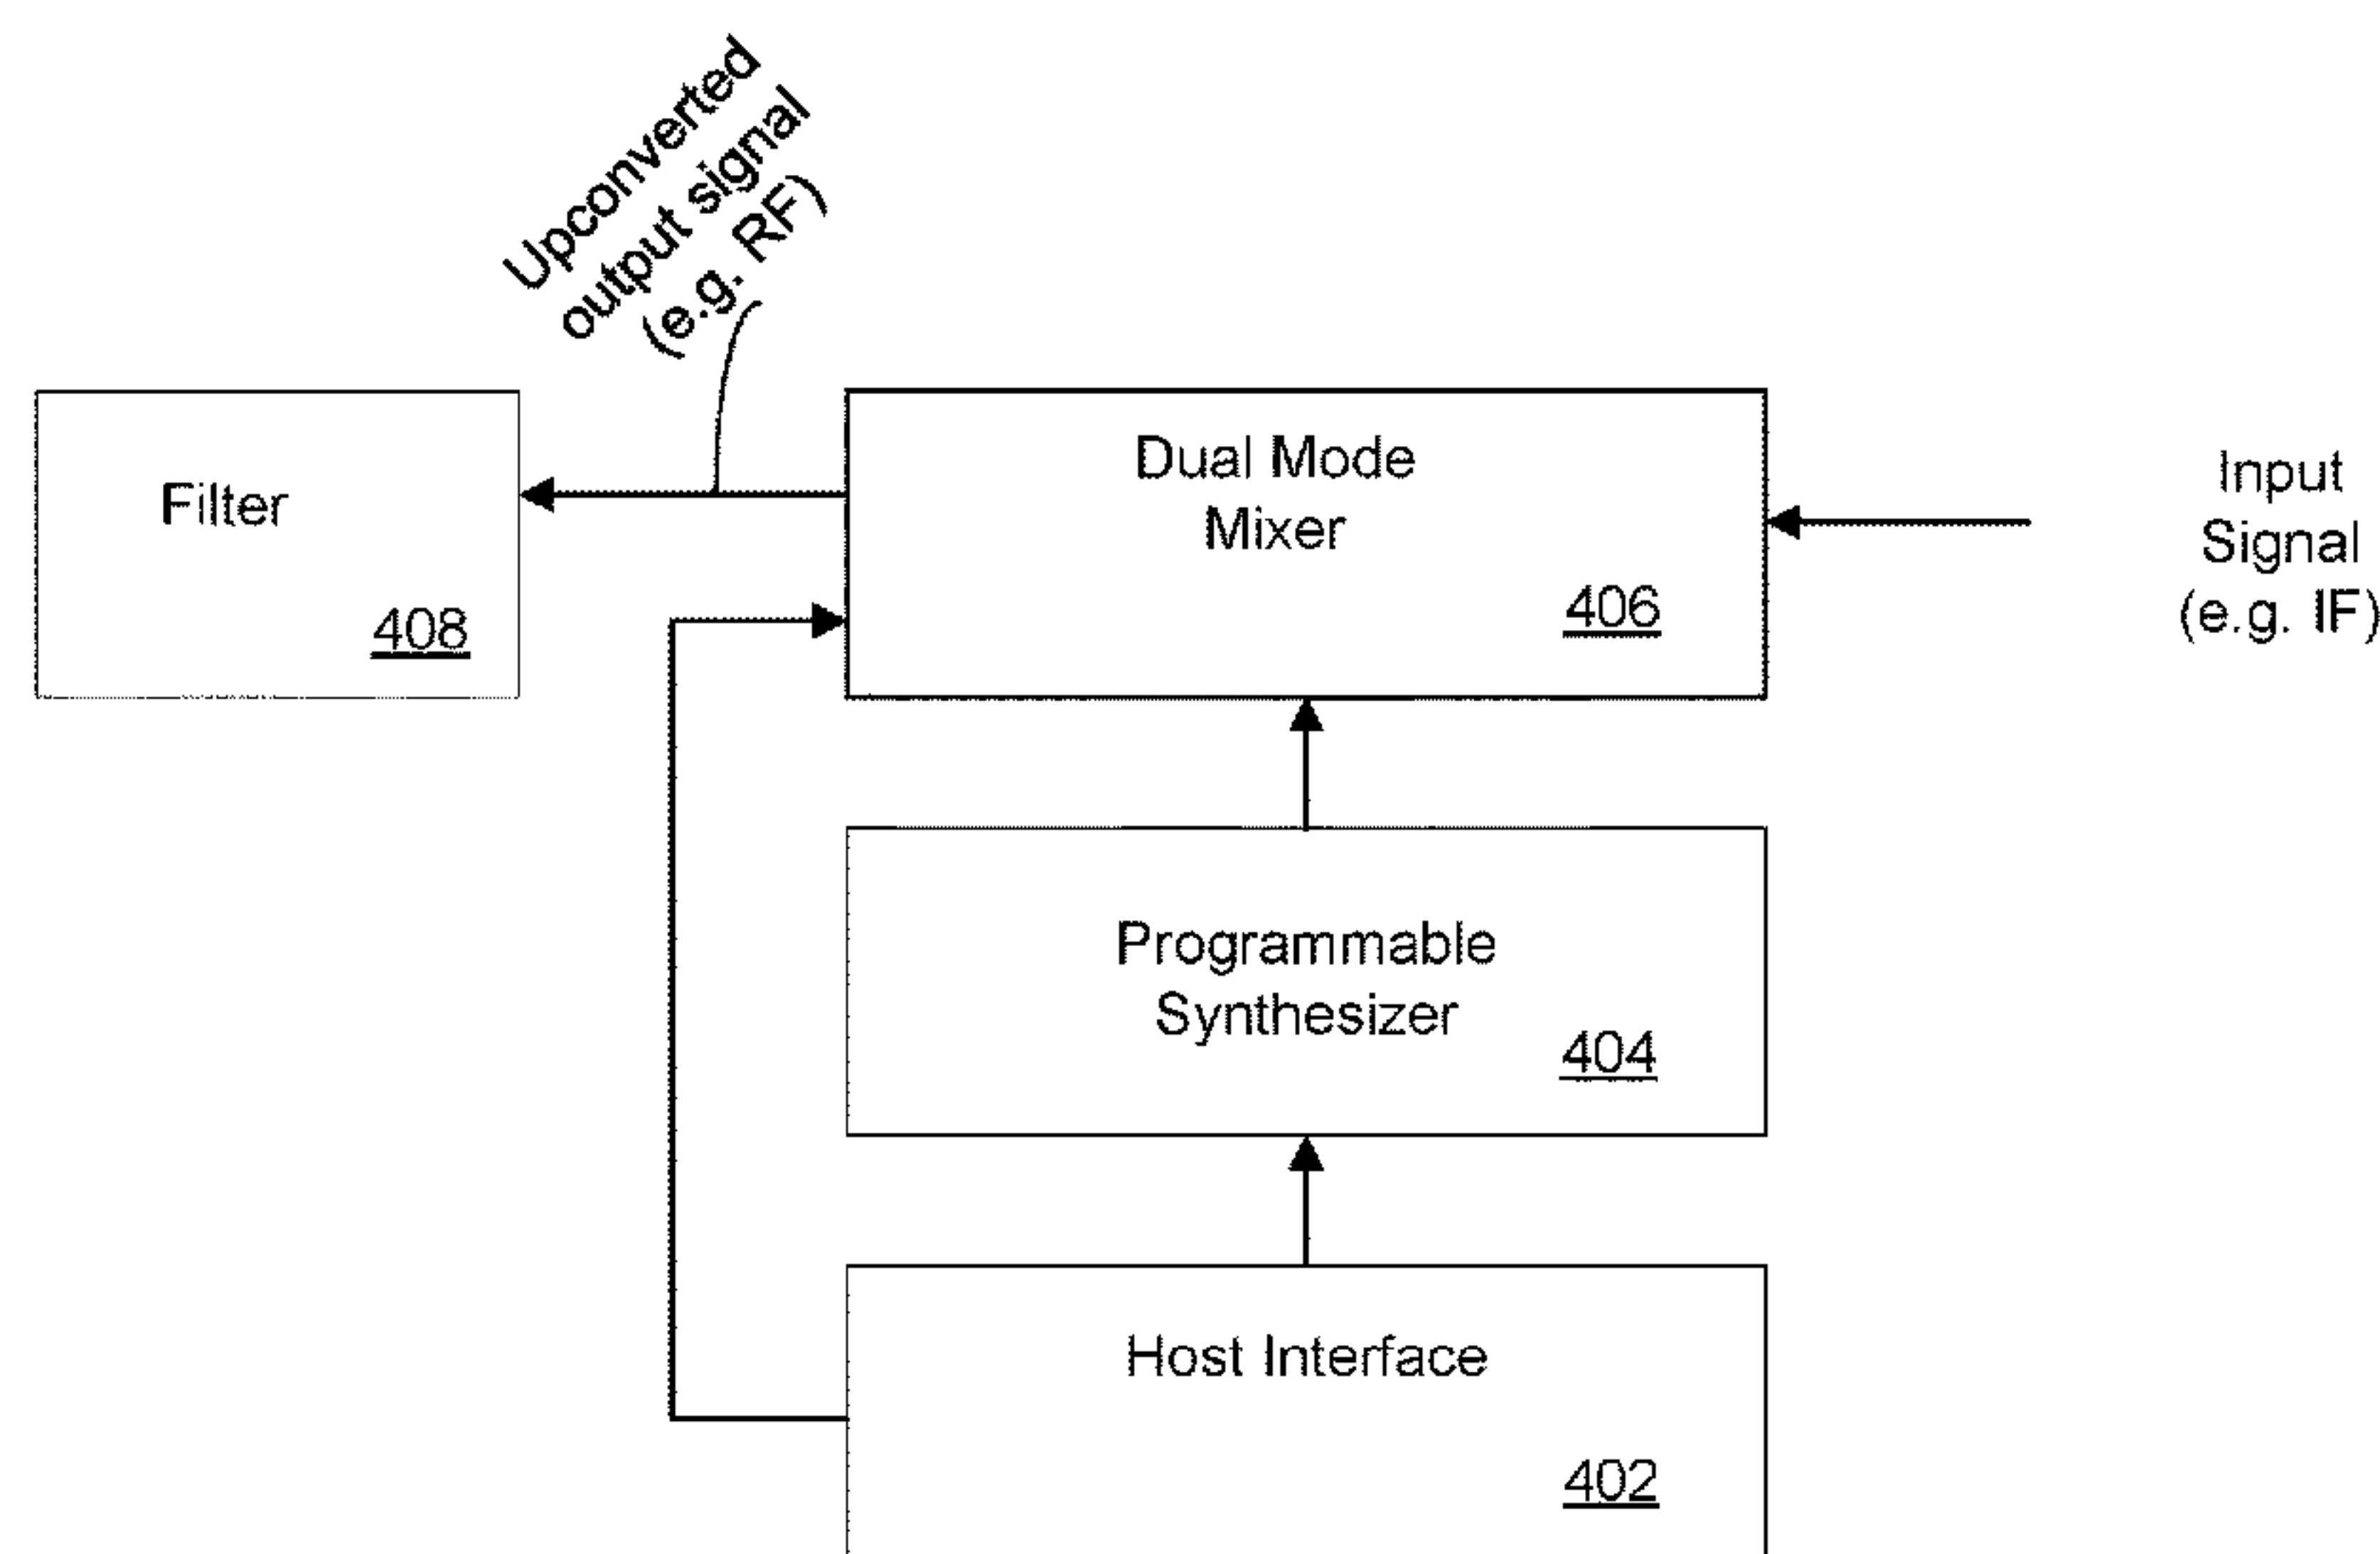 Upconverted
output signal
(e.g. RF)
Filter
408
Dual Mode
Mixer
406
Input
Signal
(e.g. IF)
Programmable
Synthesizer
404
Host Interface
402